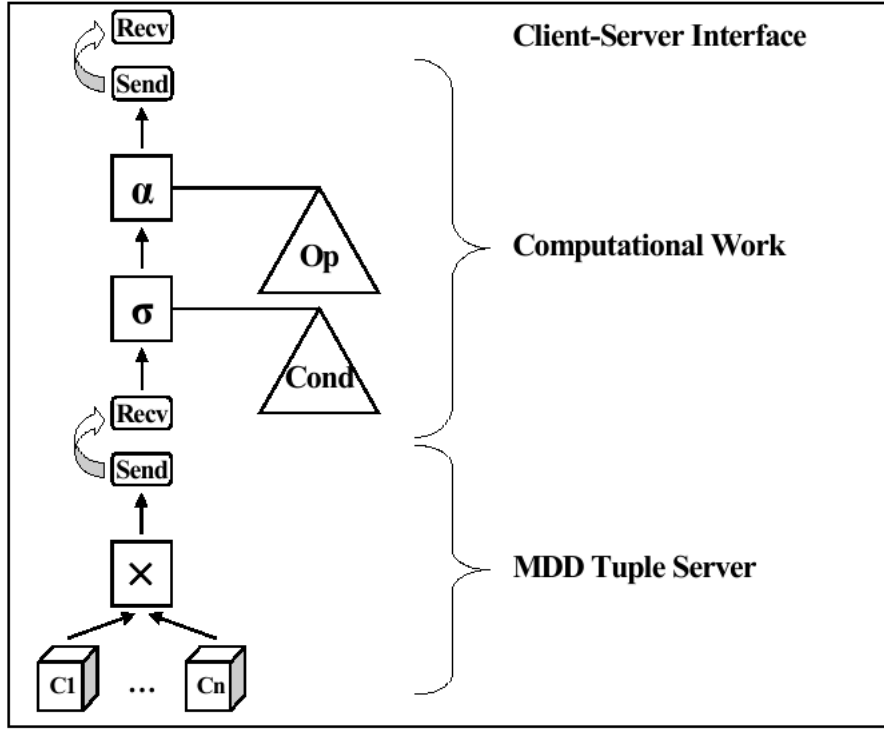 Recv
Client-Server Interface
Send
α
Op
Computational Work
σ
Cond
Recv
Send
×
MDD Tuple Server
C1 ... Cn